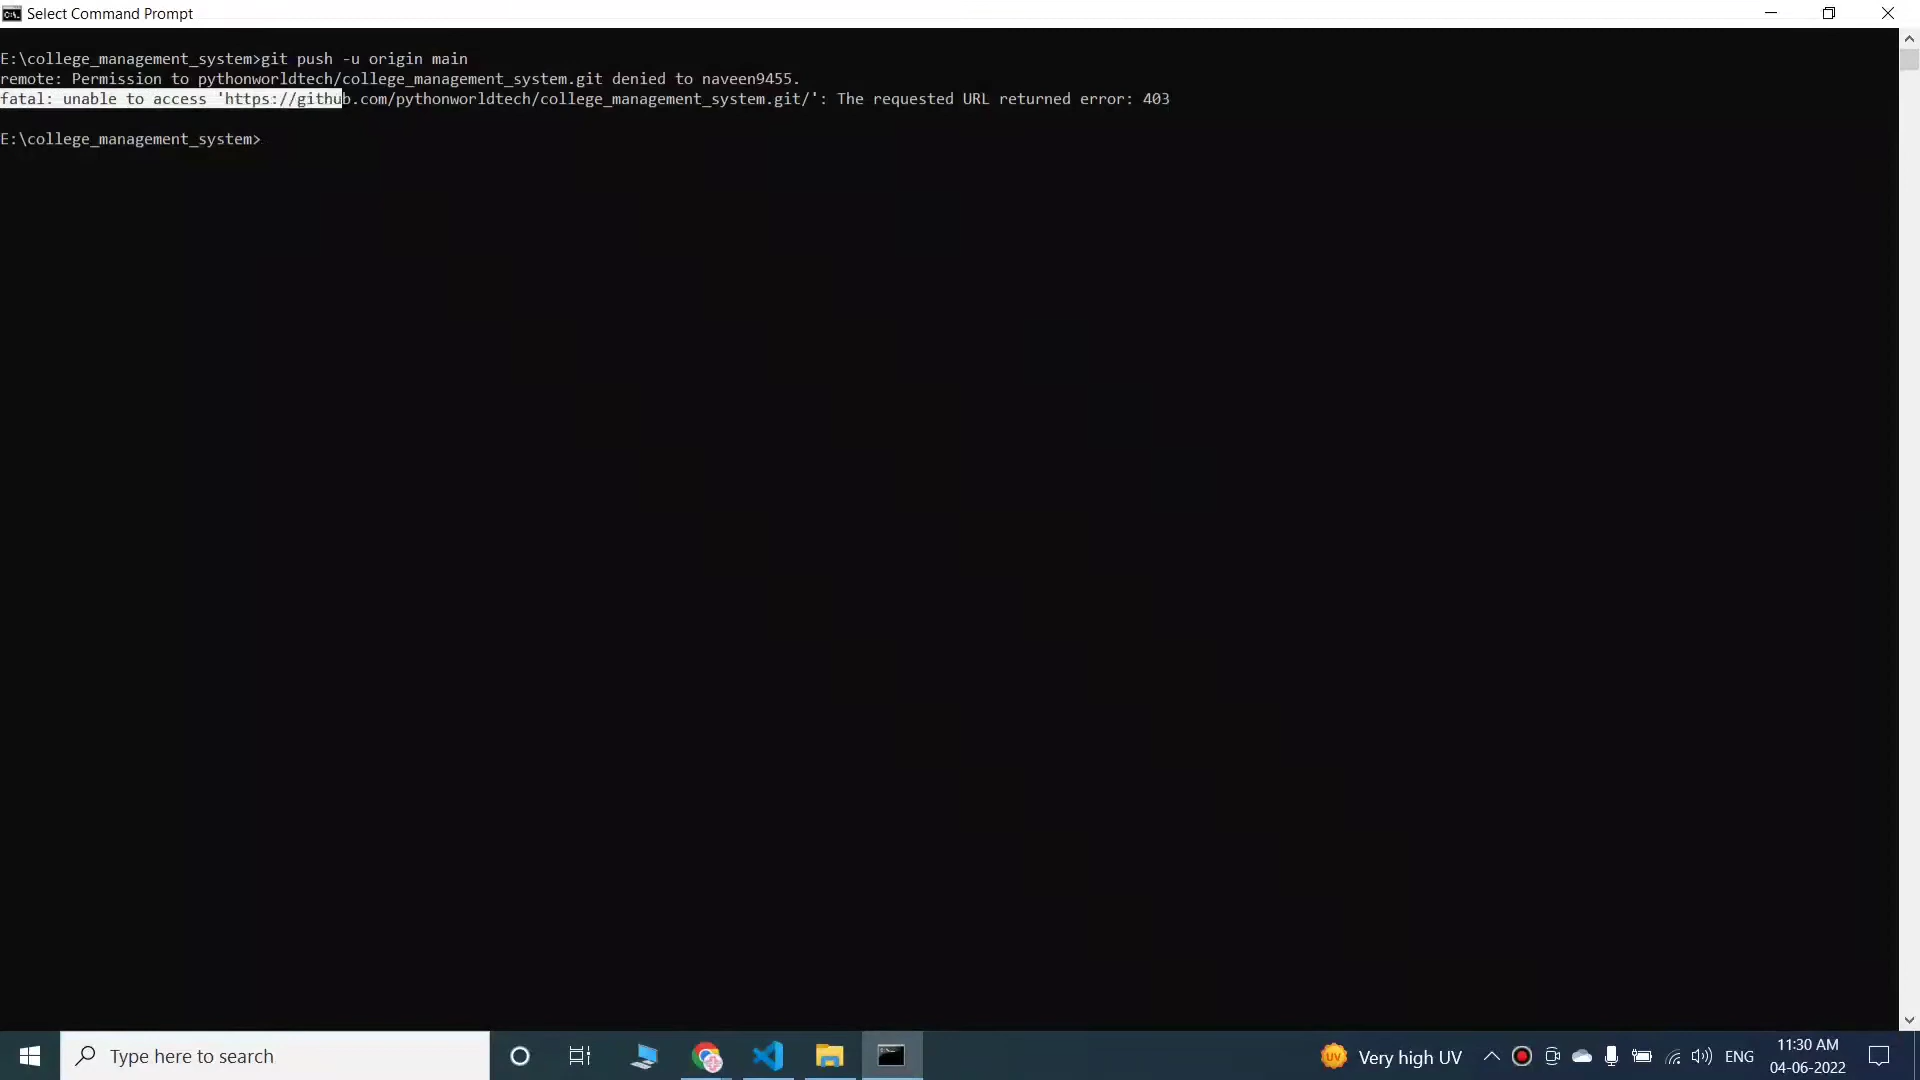 Select Command Prompt
E:\college_management_system>git push -u origin main
remote: Permission to pythonworldtech/college_management_system.git denied to naveen9455.
fatal: unable to access 'https://github.com/pythonworldtech/college_management_system.git/': The requested URL returned error: 403
E:\college_management_system>
Type here to search
UV
Very high UV
ENG
11:30 AM
04-06-2022